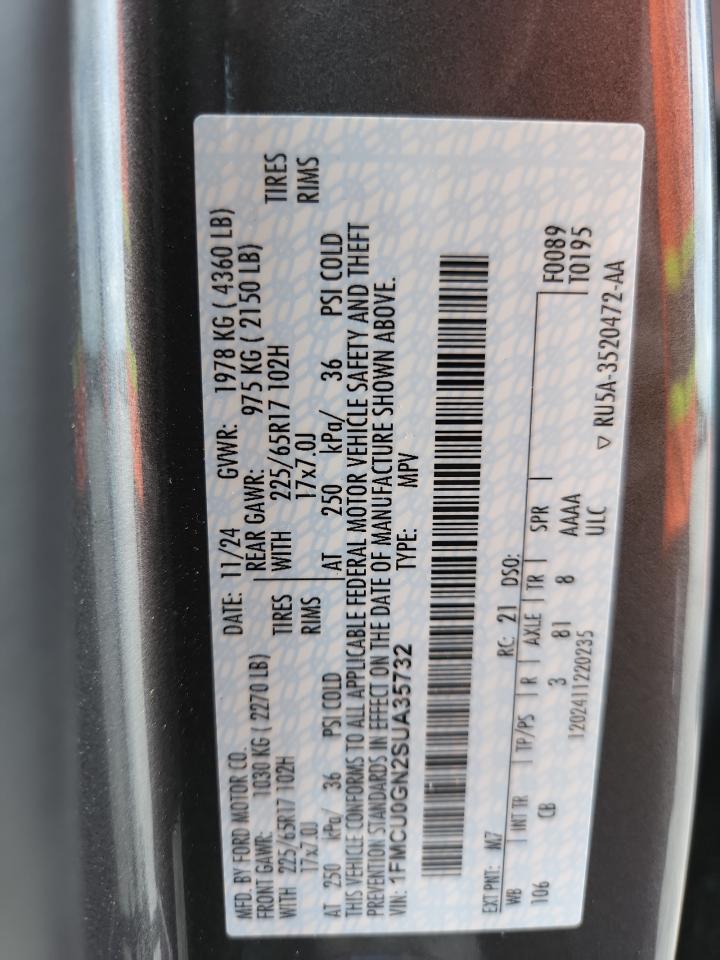 MFD. BY FORD MOTOR CO. DATE: 11/24 GVWR: 1978 KG ( 4360 LB)
FRONT GAWR: 1030 KG ( 2270 LB) REAR GAWR: 975 KG ( 2150 LB)
WITH 225/65R17 102H TIRES WITH 225/65R17 102H TIRES
17x7.0J RIMS 17x7.0J RIMS
AT 250 kPa/ 36 PSI COLD AT 250 kPa/ 36 PSI COLD
THIS VEHICLE CONFORMS TO ALL APPLICABLE FEDERAL MOTOR VEHICLE SAFETY AND THEFT
PREVENTION STANDARDS IN EFFECT ON THE DATE OF MANUFACTURE SHOWN ABOVE.
VIN: 1FMCU0GN2SUA35732 TYPE: MPV
EXT PNT: M7 RC: 21 DSO: F0089
WB INT TR TP/PS R AXLE TR SPR T0195
106 CB 3 81 8 AAAA
1202411220235 ULC
▽ RU5A-3520472-AA